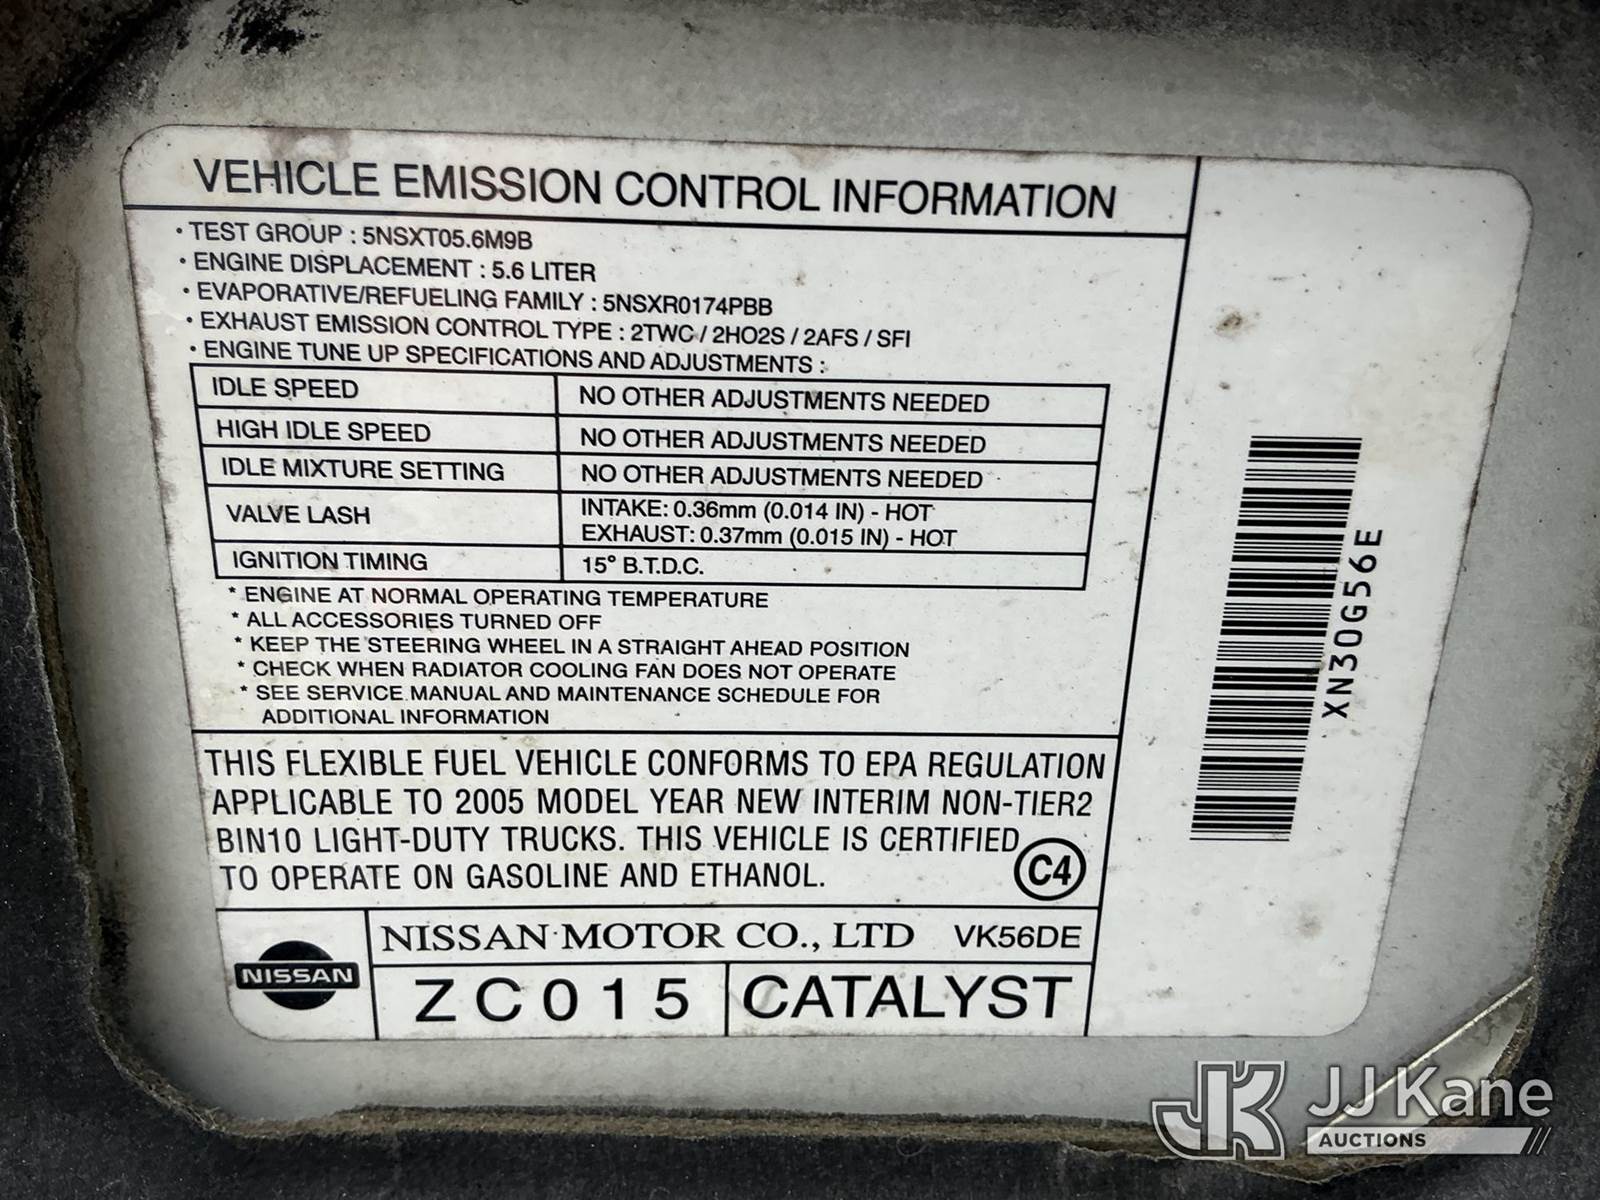 VEHICLE EMISSION CONTROL INFORMATION
• TEST GROUP : 5NSXT05.6M9B
• ENGINE DISPLACEMENT : 5.6 LITER
• EVAPORATIVE/REFUELING FAMILY : 5NSXR0174PBB
• EXHAUST EMISSION CONTROL TYPE : 2TWC / 2HO2S / 2AFS / SFI
• ENGINE TUNE UP SPECIFICATIONS AND ADJUSTMENTS :
IDLE SPEED NO OTHER ADJUSTMENTS NEEDED
HIGH IDLE SPEED NO OTHER ADJUSTMENTS NEEDED
IDLE MIXTURE SETTING NO OTHER ADJUSTMENTS NEEDED
VALVE LASH INTAKE: 0.36mm (0.014 IN) - HOT
EXHAUST: 0.37mm (0.015 IN) - HOT
IGNITION TIMING 15° B.T.D.C.
* ENGINE AT NORMAL OPERATING TEMPERATURE
* ALL ACCESSORIES TURNED OFF
* KEEP THE STEERING WHEEL IN A STRAIGHT AHEAD POSITION
* CHECK WHEN RADIATOR COOLING FAN DOES NOT OPERATE
* SEE SERVICE MANUAL AND MAINTENANCE SCHEDULE FOR
ADDITIONAL INFORMATION
THIS FLEXIBLE FUEL VEHICLE CONFORMS TO EPA REGULATION
APPLICABLE TO 2005 MODEL YEAR NEW INTERIM NON-TIER2
BIN10 LIGHT-DUTY TRUCKS. THIS VEHICLE IS CERTIFIED
TO OPERATE ON GASOLINE AND ETHANOL.
C4
NISSAN
NISSAN MOTOR CO., LTD VK56DE
ZC015 CATALYST
XN30G56E
JK JJ Kane
AUCTIONS